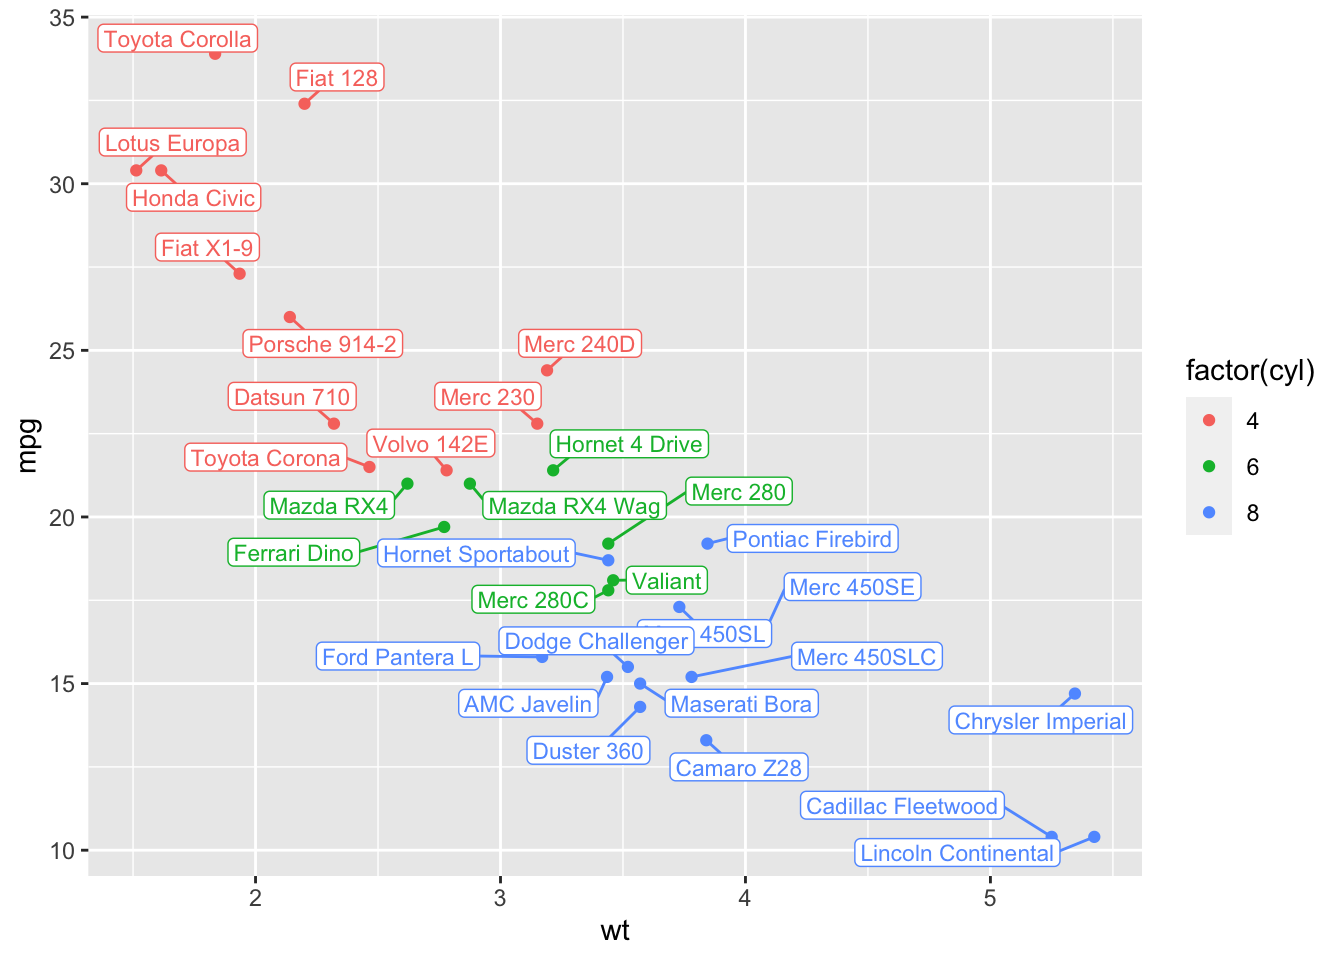 35
Toyota Corolla
Fiat 128
Lotus Europa
30
Honda Civic
Fiat X1-9
Porsche 914-2
Merc 240D
25
factor(cyl)
Datsun 710
Merc 230
4
mpg
Volvo 142E
Hornet 4 Drive
Toyota Corona
6
Merc 280
Mazda RX4
Mazda RX4 Wag
20
8
Pontiac Firebird
Ferrari Dino
Hornet Sportabout
Valiant
Merc 450SE
Merc 280C
450SL
Dodge Challenger
Ford Pantera L
Merc 450SLC
15
AMC Javelin
Maserati Bora
Chrysler Imperial
Duster 360
Camaro Z28
Cadillac Fleetwood
10
Lincoln Continental
2
3
4
5
wt